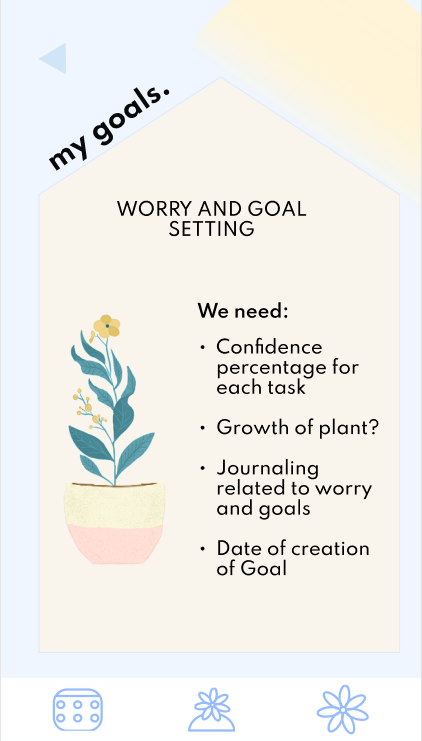 my goals.
WORRY AND GOAL
SETTING
We need:
• Confidence
percentage for
each task
• Growth of plant?
• Journaling
related to worry
and goals
• Date of creation
of Goal